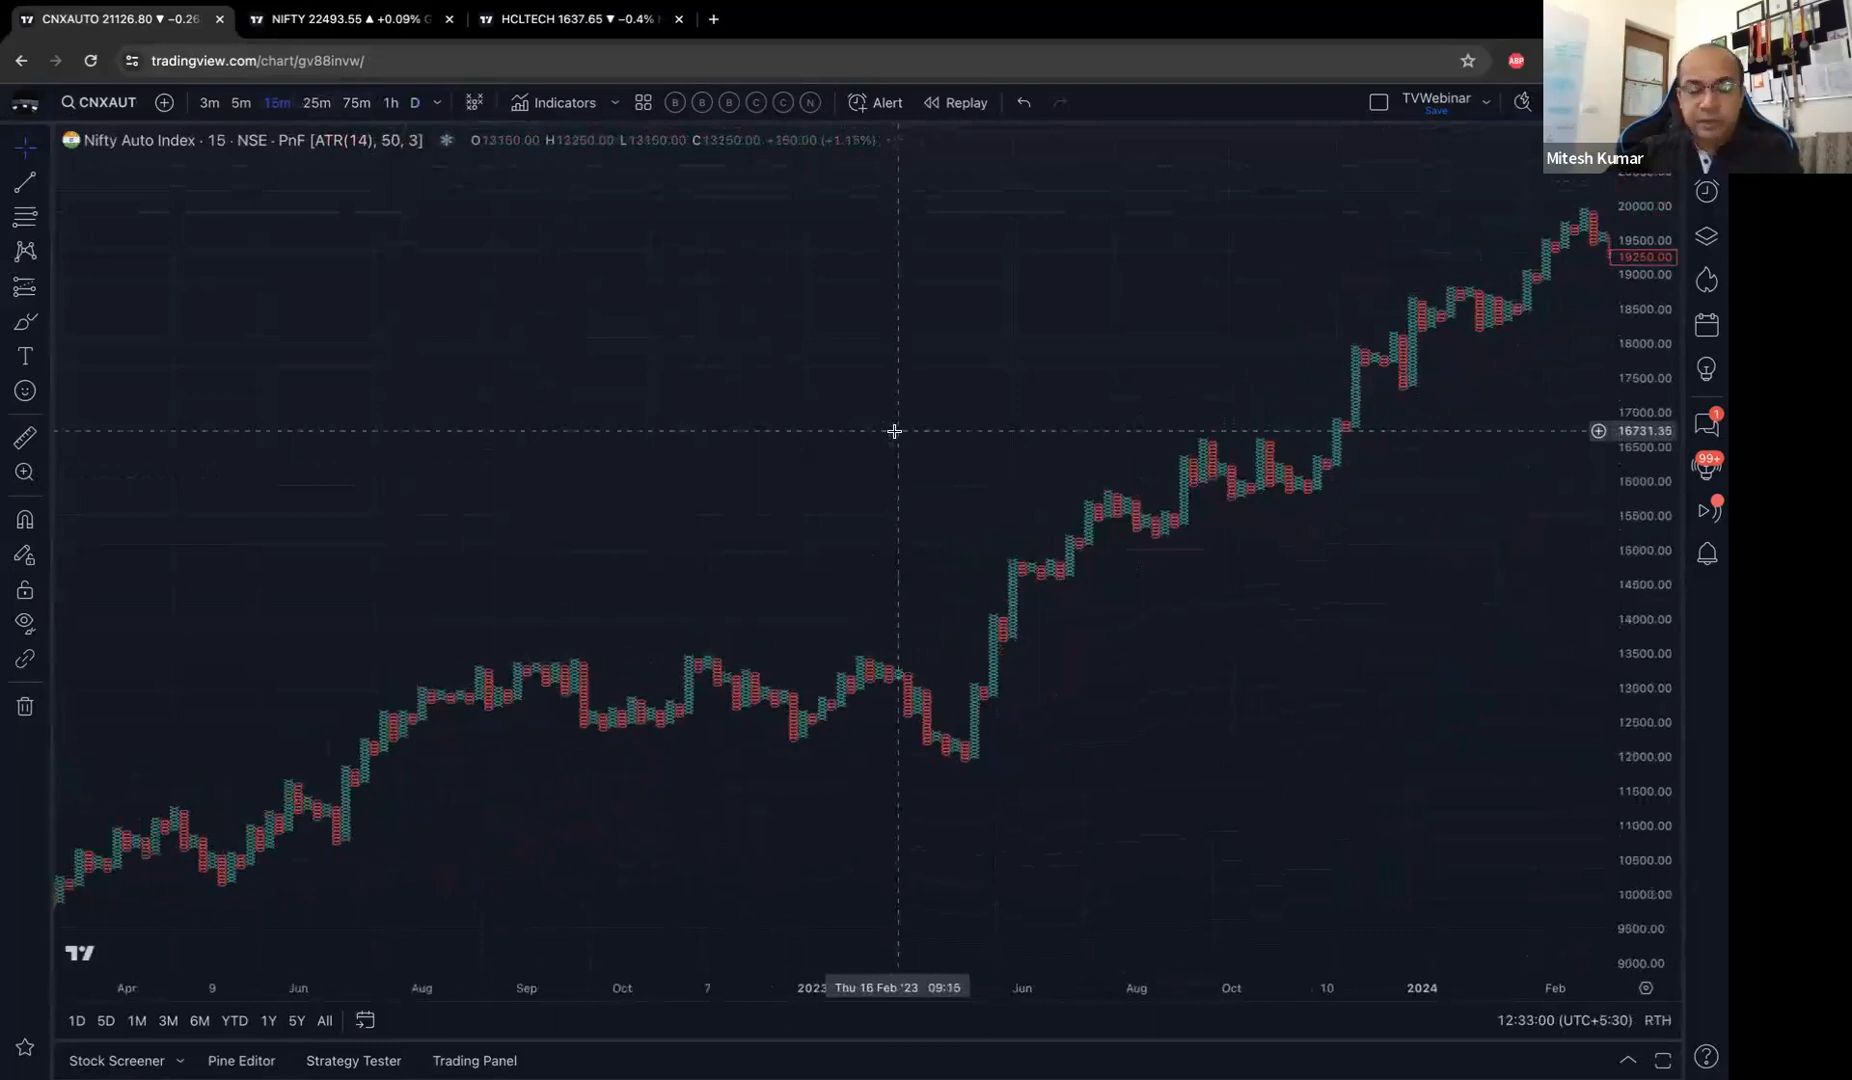 CNXAUTO 21126.80 ▼ −0.26
NIFTY 22493.55 ▲ +0.09%
HCLTECH 1637.65 ▼ −0.4%
tradingview.com/chart/gv88invw/
ABP
CNXAUT
3m 5m 15m 25m 75m 1h D
Indicators
B B B C C N
Alert
Replay
TVWebinar
Save
Mitesh Kumar
Nifty Auto Index · 15 · NSE · PnF [ATR(14), 50, 3]
O13150.00 H13250.00 L13150.00 C13250.00 +150.00 (+1.15%)
20000.00
19500.00
19250.00
19000.00
18500.00
18000.00
17500.00
17000.00
16731.35
16500.00
16000.00
15500.00
15000.00
14500.00
14000.00
13500.00
13000.00
12500.00
12000.00
11500.00
11000.00
10500.00
10000.00
9500.00
9000.00
1
99+
Apr 9 Jun Aug Sep Oct 7 2023 Thu 16 Feb '23 09:15 Jun Aug Oct 10 2024 Feb
1D 5D 1M 3M 6M YTD 1Y 5Y All
12:33:00 (UTC+5:30) RTH
Stock Screener Pine Editor Strategy Tester Trading Panel